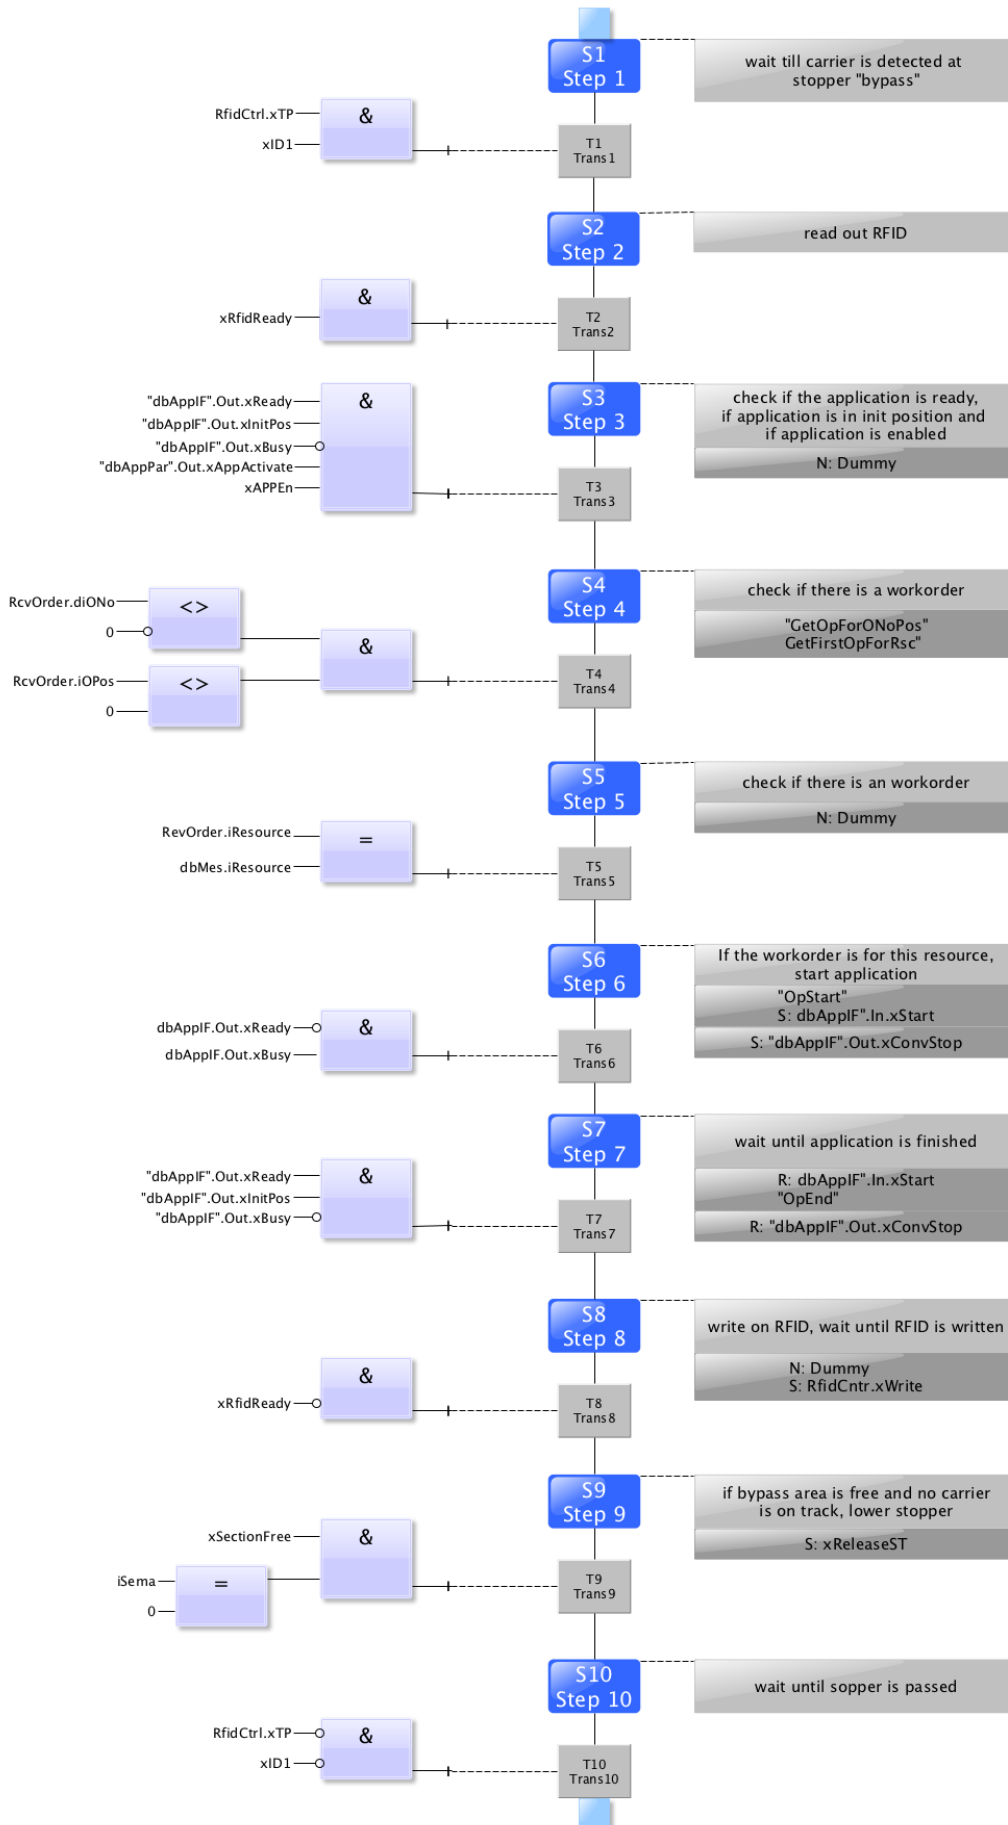 S1
Step 1
wait till carrier is detected at
stopper "bypass"
RfidCtrl.xTP
xID1
&
T1
Trans1
S2
Step 2
read out RFID
xRfidReady
&
T2
Trans2
S3
Step 3
check if the application is ready,
if application is in init position and
if application is enabled
N: Dummy
"dbAppIF".Out.xReady
"dbAppIF".Out.xInitPos
"dbAppIF".Out.xBusy
"dbAppPar".Out.xAppActivate
xAPPEn
&
T3
Trans3
S4
Step 4
check if there is a workorder
"GetOpForONoPos"
GetFirstOpForRsc"
RcvOrder.diONo
0
<>
RcvOrder.iOPos
0
<>
&
T4
Trans4
S5
Step 5
check if there is an workorder
N: Dummy
RevOrder.iResource
dbMes.iResource
=
T5
Trans5
S6
Step 6
If the workorder is for this resource,
start application
"OpStart"
S: dbAppIF".In.xStart
S: "dbAppIF".Out.xConvStop
dbAppIF.Out.xReady
dbAppIF.Out.xBusy
&
T6
Trans6
S7
Step 7
wait until application is finished
R: dbAppIF".In.xStart
"OpEnd"
R: "dbAppIF".Out.xConvStop
"dbAppIF".Out.xReady
"dbAppIF".Out.xInitPos
"dbAppIF".Out.xBusy
&
T7
Trans7
S8
Step 8
write on RFID, wait until RFID is written
N: Dummy
S: RfidCntr.xWrite
xRfidReady
&
T8
Trans8
S9
Step 9
if bypass area is free and no carrier
is on track, lower stopper
S: xReleaseST
xSectionFree
&
iSema
0
=
T9
Trans9
S10
Step 10
wait until sopper is passed
RfidCtrl.xTP
xID1
&
T10
Trans10